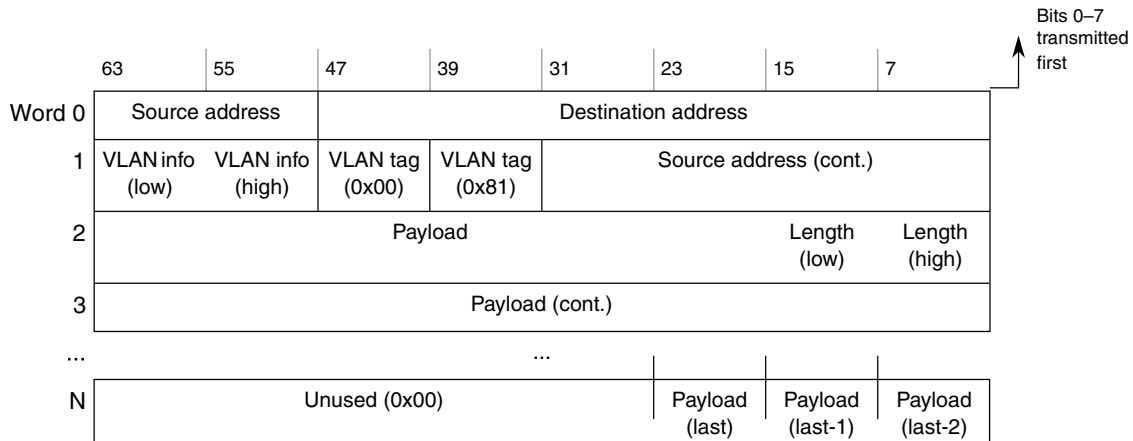 Bits 0–7
transmitted
first
63 55 47 39 31 23 15 7
Word 0 Source address Destination address
1 VLAN info VLAN info VLAN tag VLAN tag Source address (cont.)
(low) (high) (0x00) (0x81)
2 Payload Length Length
(low) (high)
3 Payload (cont.)
... ...
N Unused (0x00) Payload Payload Payload
(last) (last-1) (last-2)